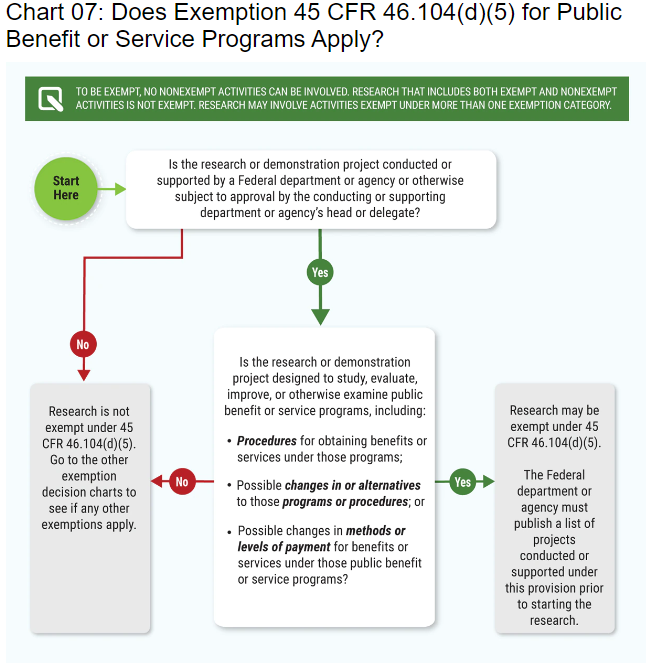 Chart 07: Does Exemption 45 CFR 46.104(d)(5) for Public
Benefit or Service Programs Apply?
TO BE EXEMPT, NO NONEXEMPT ACTIVITIES CAN BE INVOLVED. RESEARCH THAT INCLUDES BOTH EXEMPT AND NONEXEMPT
ACTIVITIES IS NOT EXEMPT. RESEARCH MAY INVOLVE ACTIVITIES EXEMPT UNDER MORE THAN ONE EXEMPTION CATEGORY.
Start
Here
Is the research or demonstration project conducted or
supported by a Federal department or agency or otherwise
subject to approval by the conducting or supporting
department or agency's head or delegate?
Yes
No
Is the research or demonstration
project designed to study, evaluate,
improve, or otherwise examine public
benefit or service programs, including:
• Procedures for obtaining benefits or
services under those programs;
• Possible changes in or alternatives
to those programs or procedures; or
• Possible changes in methods or
levels of payment for benefits or
services under those public benefit
or service programs?
No
Yes
Research is not
exempt under 45
CFR 46.104(d)(5).
Go to the other
exemption
decision charts to
see if any other
exemptions apply.
Research may be
exempt under 45
CFR 46.104(d)(5).
The Federal
department or
agency must
publish a list of
projects
conducted or
supported under
this provision prior
to starting the
research.